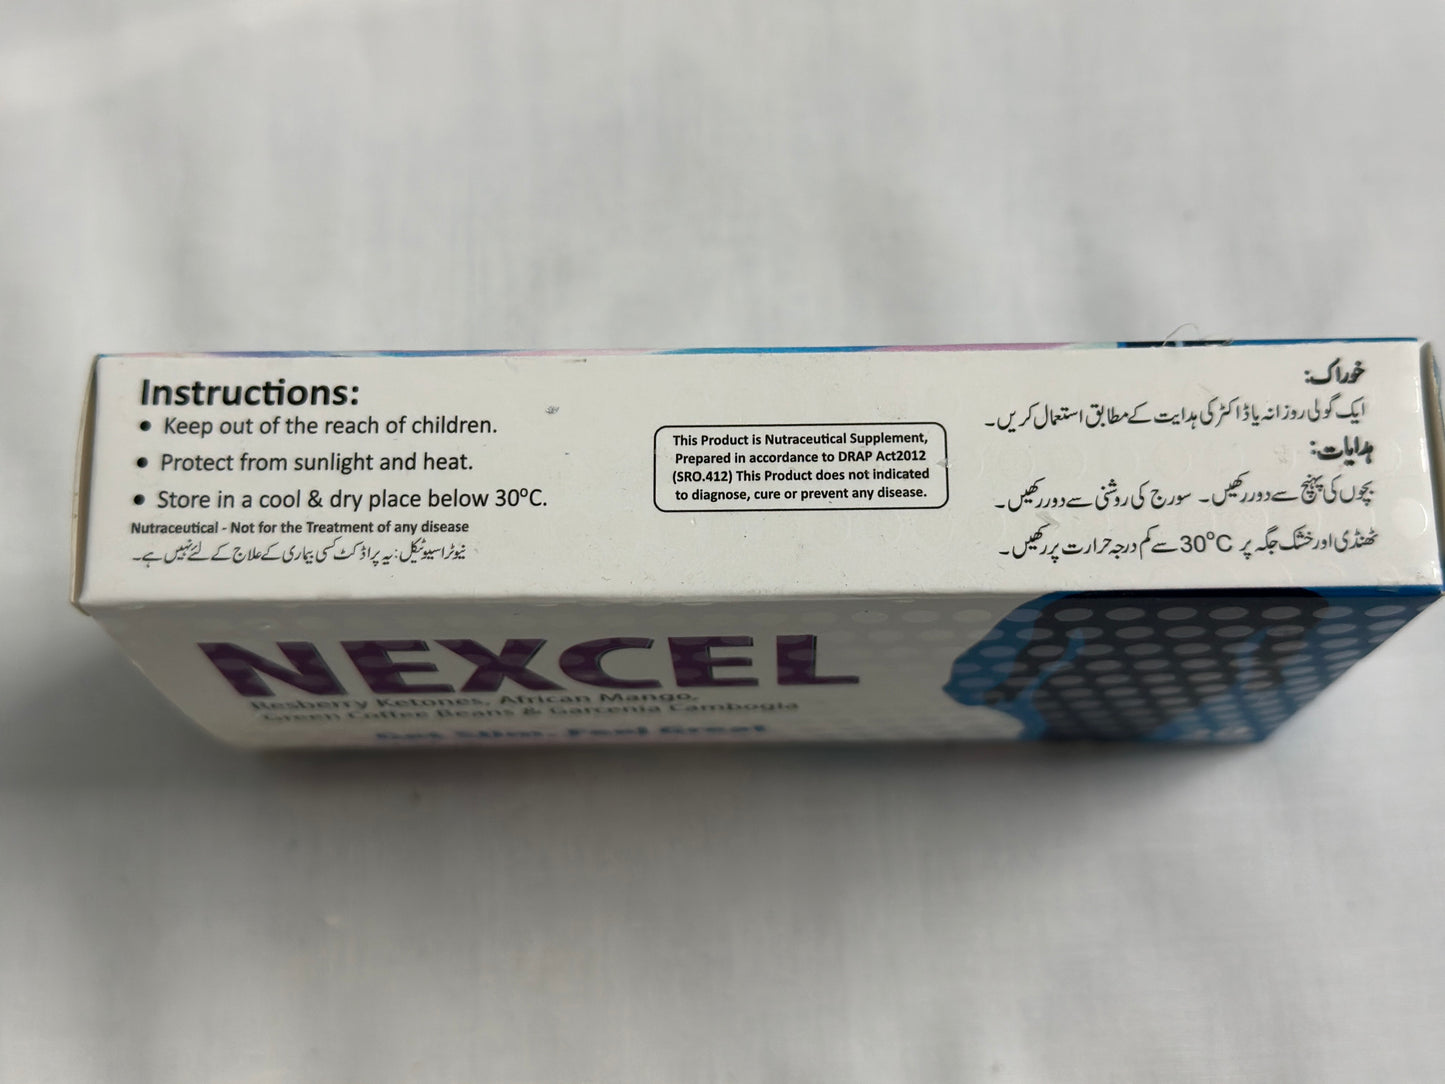 Instructions:
• Keep out of the reach of children.
• Protect from sunlight and heat.
• Store in a cool & dry place below 30°C.
Nutraceutical - Not for the Treatment of any disease
نیوٹراسیوٹیکل: یہ پراڈکٹ کسی بیماری کے علاج کے لئے نہیں ہے۔
This Product is Nutraceutical Supplement,
Prepared in accordance to DRAP Act2012
(SRO.412) This Product does not indicated
to diagnose, cure or prevent any disease.
خوراک:
ایک گولی روزانہ یا ڈاکٹر کی ہدایت کے مطابق استعمال کریں۔
ہدایات:
بچوں کی پہنچ سے دور رکھیں۔ سورج کی روشنی سے دور رکھیں۔
ٹھنڈی اور خشک جگہ پر 30°C سے کم درجہ حرارت پر رکھیں۔
NEXCEL
Resberry Ketones, African Mango,
Green Coffee Beans & Garcenia Cambogia
Get Slim, Feel Great